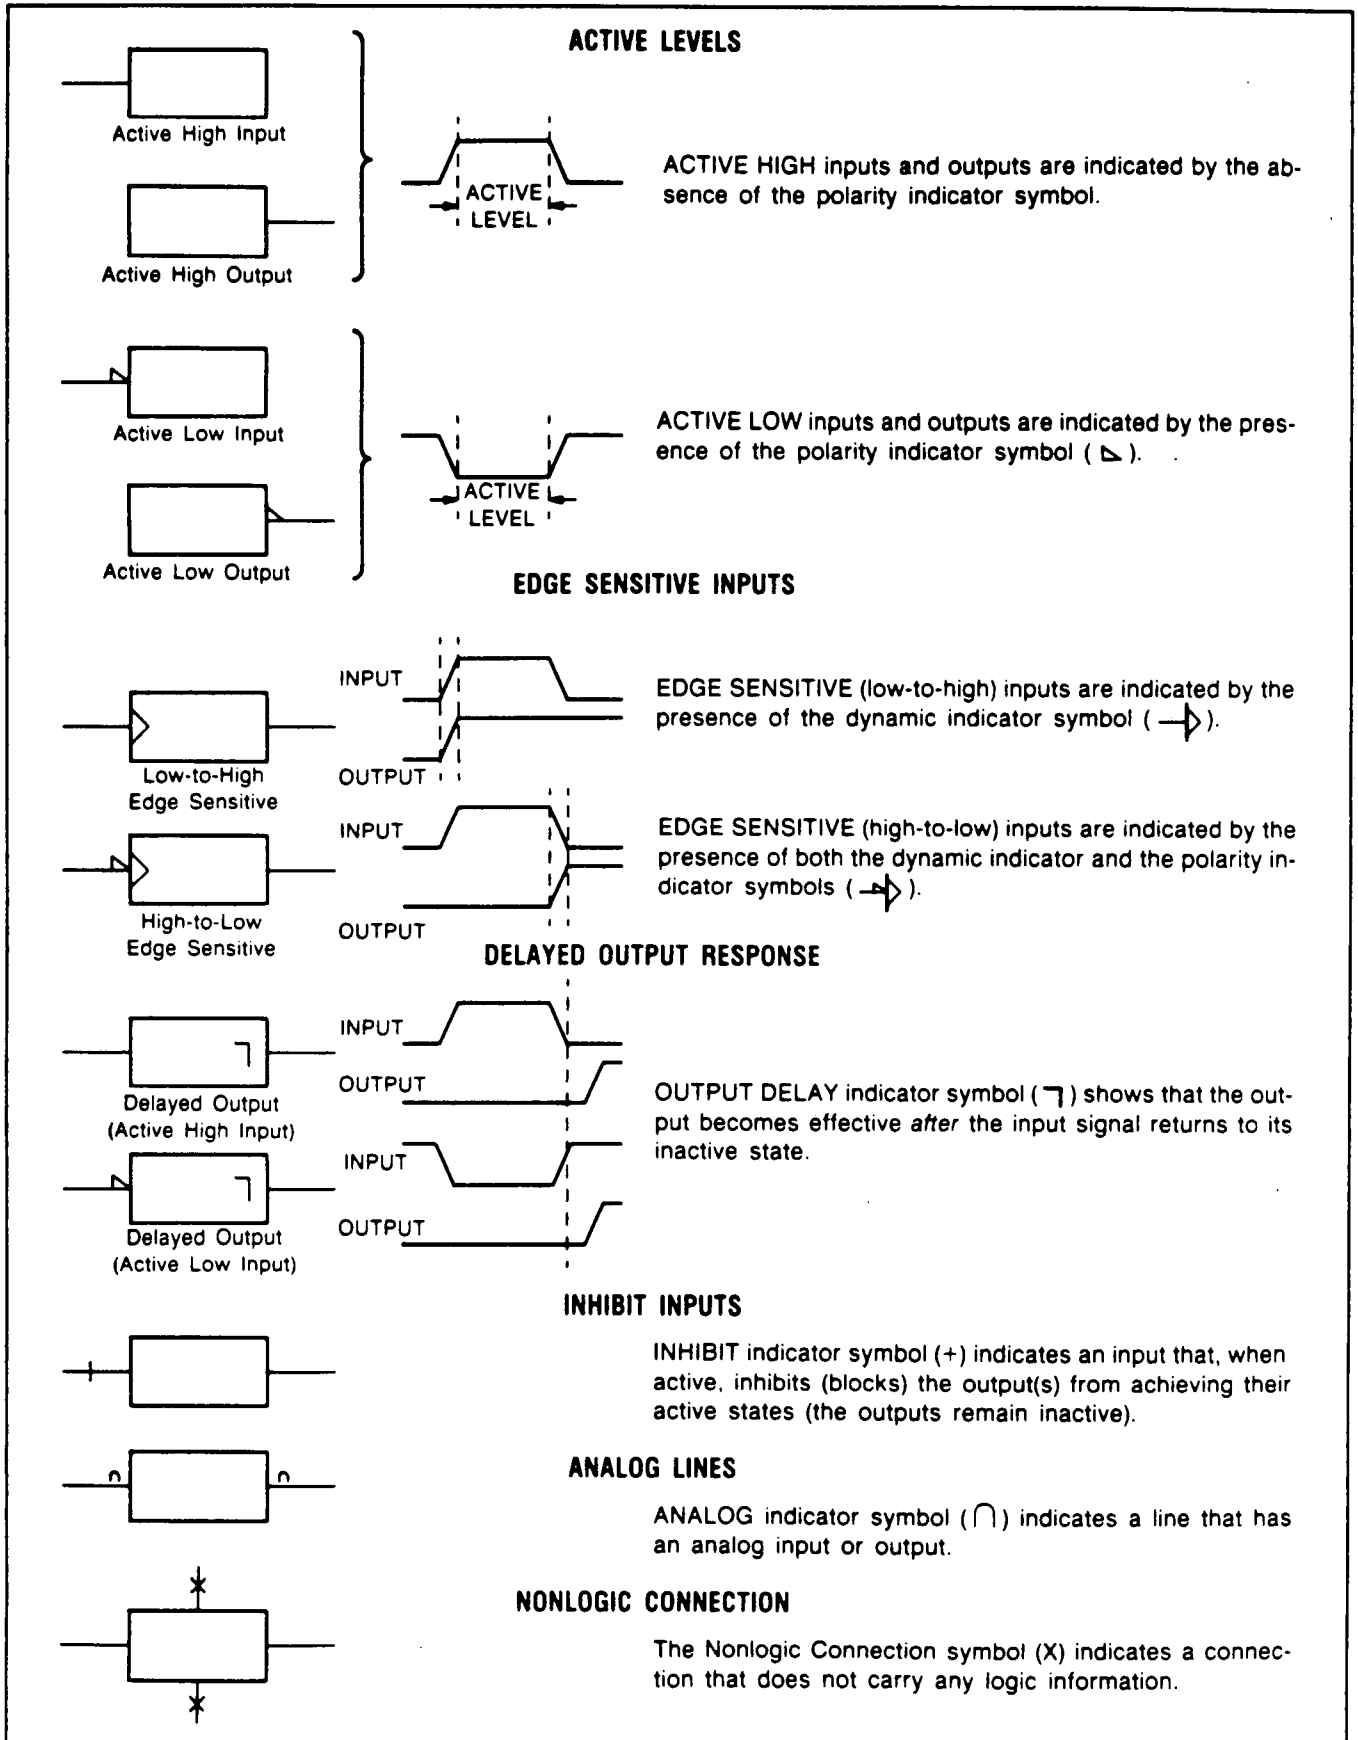 ACTIVE LEVELS
Active High Input
ACTIVE
LEVEL
ACTIVE HIGH inputs and outputs are indicated by the ab-
sence of the polarity indicator symbol.
Active High Output
Active Low Input
ACTIVE
LEVEL
ACTIVE LOW inputs and outputs are indicated by the pres-
ence of the polarity indicator symbol ( ⊾ ).
Active Low Output
EDGE SENSITIVE INPUTS
INPUT
OUTPUT
Low-to-High
Edge Sensitive
EDGE SENSITIVE (low-to-high) inputs are indicated by the
presence of the dynamic indicator symbol ( ).
INPUT
OUTPUT
High-to-Low
Edge Sensitive
EDGE SENSITIVE (high-to-low) inputs are indicated by the
presence of both the dynamic indicator and the polarity in-
dicator symbols ( ).
DELAYED OUTPUT RESPONSE
INPUT
OUTPUT
Delayed Output
(Active High Input)
OUTPUT DELAY indicator symbol ( ⌝ ) shows that the out-
put becomes effective after the input signal returns to its
inactive state.
INPUT
OUTPUT
Delayed Output
(Active Low Input)
INHIBIT INPUTS
INHIBIT indicator symbol (+) indicates an input that, when
active, inhibits (blocks) the output(s) from achieving their
active states (the outputs remain inactive).
ANALOG LINES
ANALOG indicator symbol ( ∩ ) indicates a line that has
an analog input or output.
NONLOGIC CONNECTION
The Nonlogic Connection symbol (X) indicates a connec-
tion that does not carry any logic information.